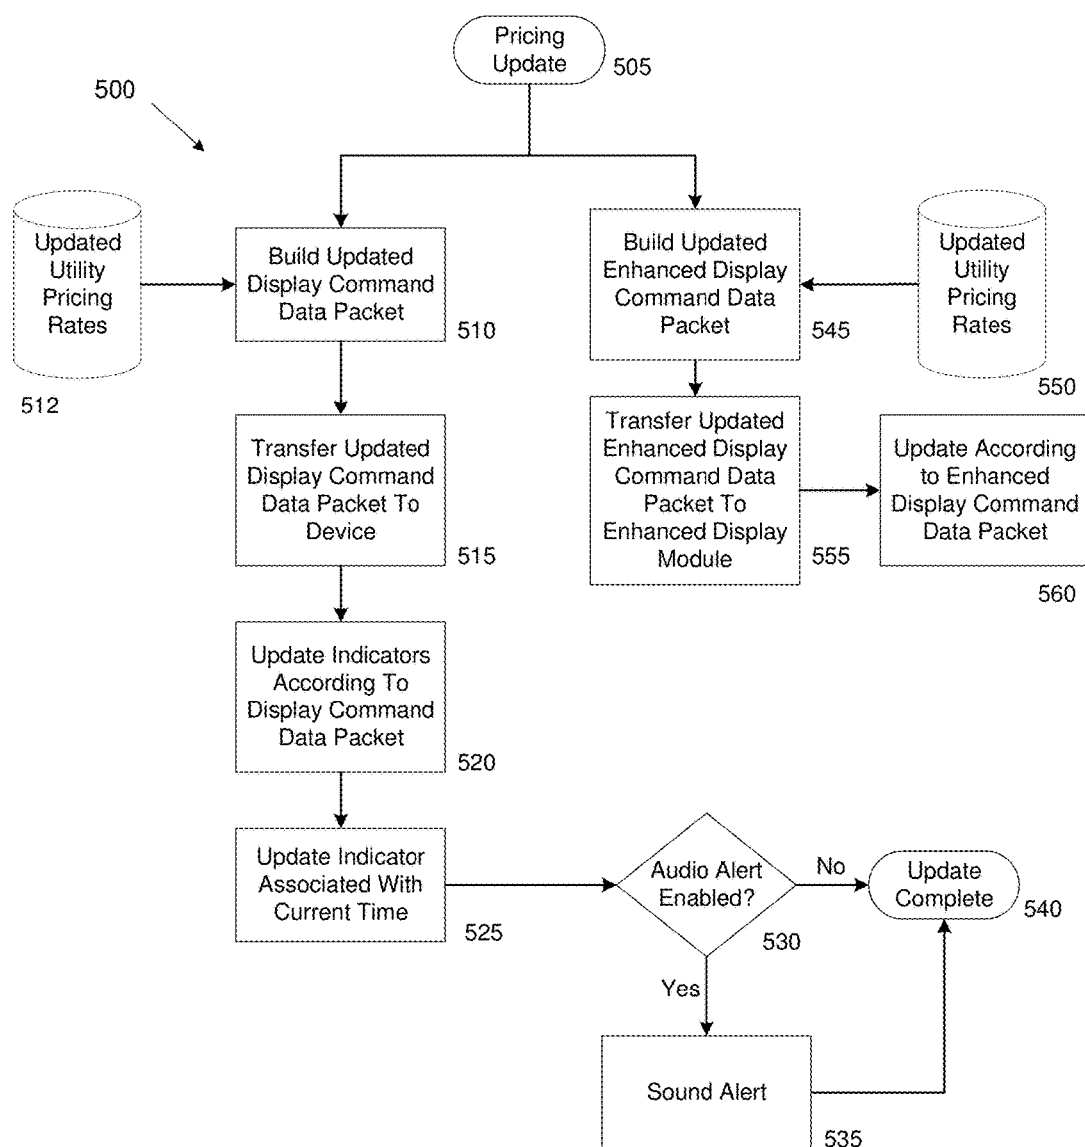 Pricing
Update
505
500
Updated
Utility
Pricing
Rates
512
Build Updated
Display Command
Data Packet
510
Build Updated
Enhanced Display
Command Data
Packet
545
Updated
Utility
Pricing
Rates
550
Transfer Updated
Display Command
Data Packet To
Device
515
Transfer Updated
Enhanced Display
Command Data
Packet To
Enhanced Display
Module
555
Update According
to Enhanced
Display Command
Data Packet
560
Update Indicators
According To
Display Command
Data Packet
520
Update Indicator
Associated With
Current Time
525
Audio Alert
Enabled?
530
No
Update
Complete
540
Yes
Sound Alert
535